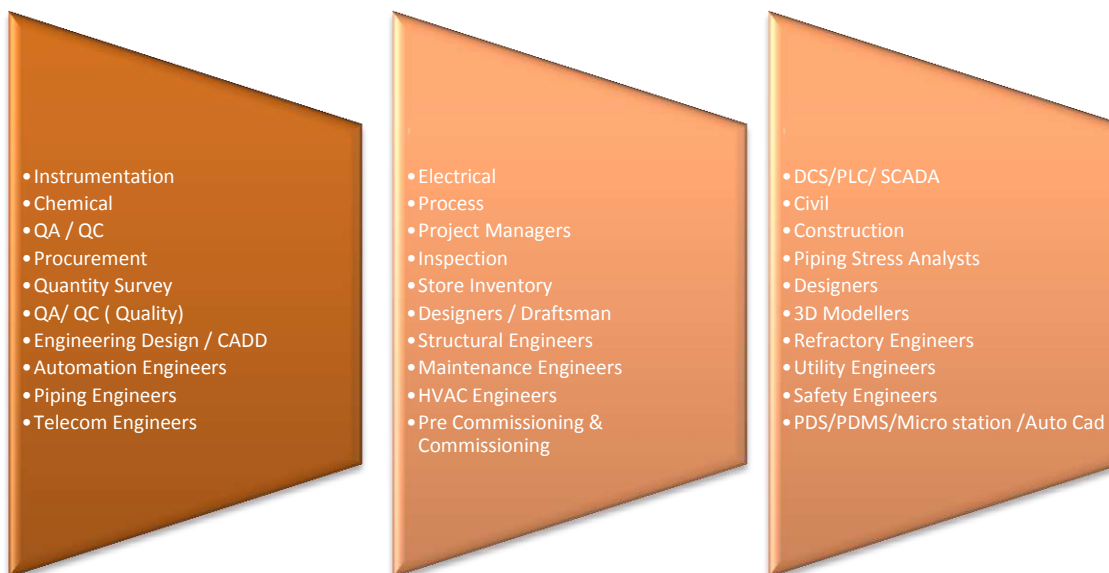 •Instrumentation
•Chemical
•QA / QC
•Procurement
•Quantity Survey
•QA/ QC ( Quality)
•Engineering Design / CADD
•Automation Engineers
•Piping Engineers
•Telecom Engineers
•Electrical
•Process
•Project Managers
•Inspection
•Store Inventory
•Designers / Draftsman
•Structural Engineers
•Maintenance Engineers
•HVAC Engineers
•Pre Commissioning &
Commissioning
•DCS/PLC/ SCADA
•Civil
•Construction
•Piping Stress Analysts
•Designers
•3D Modellers
•Refractory Engineers
•Utility Engineers
•Safety Engineers
•PDS/PDMS/Micro station /Auto Cad